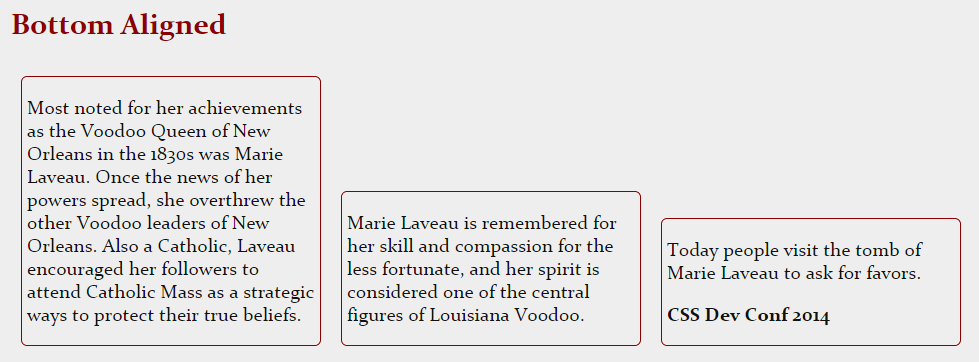 Bottom Aligned
Most noted for her achievements
as the Voodoo Queen of New
Orleans in the 1830s was Marie
Laveau. Once the news of her
powers spread, she overthrew the
other Voodoo leaders of New
Orleans. Also a Catholic, Laveau
encouraged her followers to
attend Catholic Mass as a strategic
ways to protect their true beliefs.
Marie Laveau is remembered for
her skill and compassion for the
less fortunate, and her spirit is
considered one of the central
figures of Louisiana Voodoo.
Today people visit the tomb of
Marie Laveau to ask for favors.
CSS Dev Conf 2014